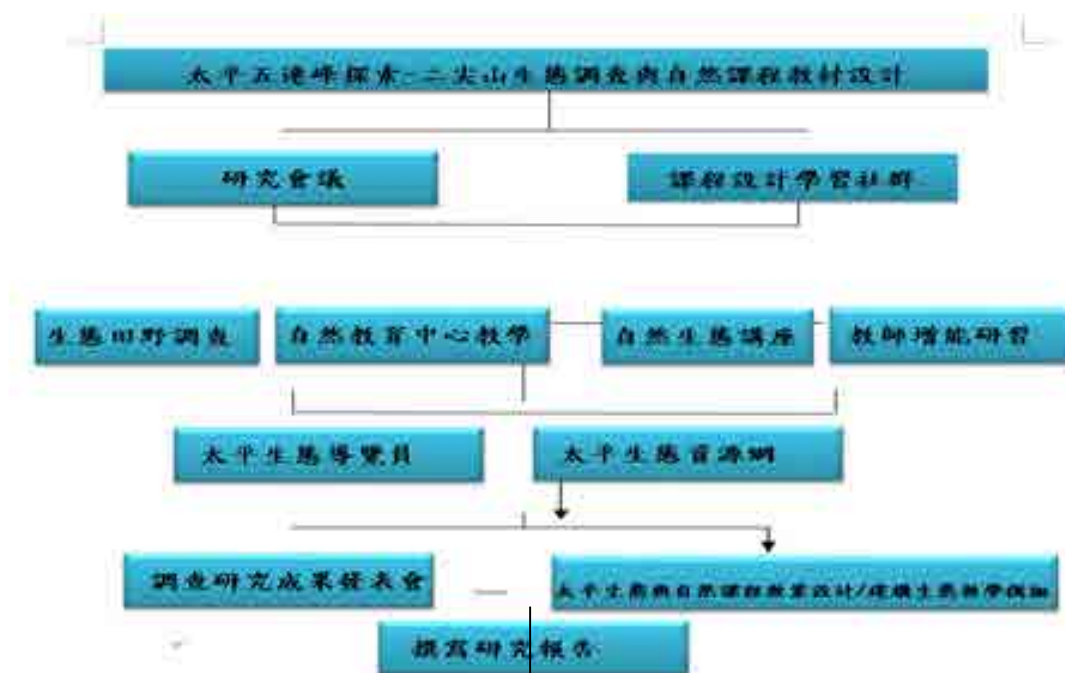 太平五連峰探索-二尖山生態調查與自然課程教材設計
研究會議
課程設計學習社群
生態田野調查
自然教育中心教學
自然生態講座
教師增能研習
太平生態導覽員
太平生態資源網
調查研究成果發表會
太平生態與自然課程教案設計/建構生態教學模組
撰寫研究報告